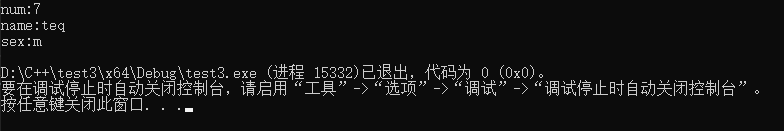 num:7
name:teq
sex:m
D:\C++\test3\x64\Debug\test3.exe (进程 15332)已退出，代码为 0 (0x0)。
要在调试停止时自动关闭控制台，请启用“工具”->“选项”->“调试”->“调试停止时自动关闭控制台”。
按任意键关闭此窗口. . .